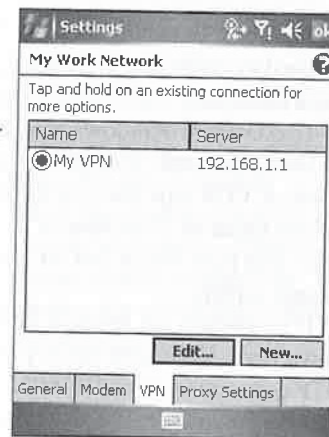 Settings ok
My Work Network
Tap and hold on an existing connection for
more options.
Name Server
My VPN 192.168.1.1
Edit... New...
General Modem VPN Proxy Settings